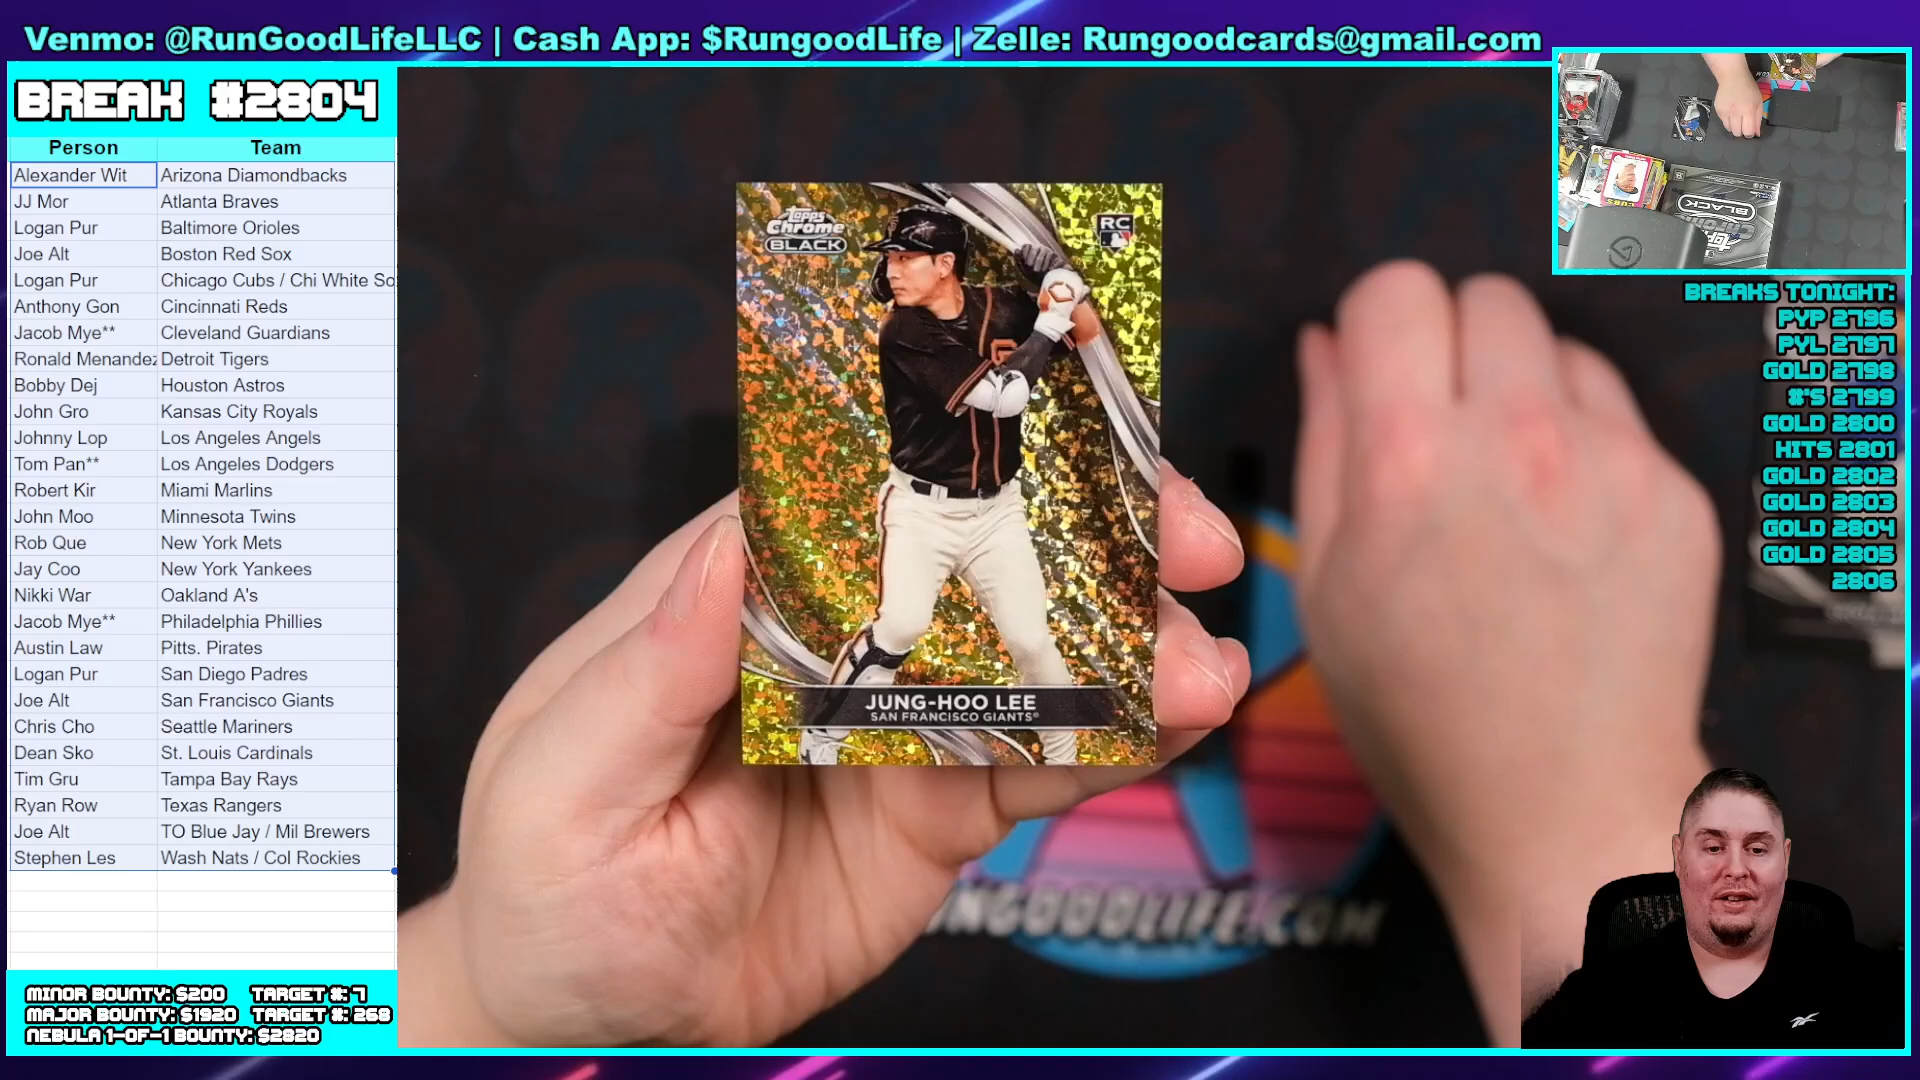 Venmo: @RunGoodLifeLLC | Cash App: $RungoodLife | Zelle: Rungoodcards@gmail.com
BREAK #2804
Person Team
Alexander Wit Arizona Diamondbacks
JJ Mor Atlanta Braves
Logan Pur Baltimore Orioles
Joe Alt Boston Red Sox
Logan Pur Chicago Cubs / Chi White So
Anthony Gon Cincinnati Reds
Jacob Mye** Cleveland Guardians
Ronald Menandez Detroit Tigers
Bobby Dej Houston Astros
John Gro Kansas City Royals
Johnny Lop Los Angeles Angels
Tom Pan** Los Angeles Dodgers
Robert Kir Miami Marlins
John Moo Minnesota Twins
Rob Que New York Mets
Jay Coo New York Yankees
Nikki War Oakland A's
Jacob Mye** Philadelphia Phillies
Austin Law Pitts. Pirates
Logan Pur San Diego Padres
Joe Alt San Francisco Giants
Chris Cho Seattle Mariners
Dean Sko St. Louis Cardinals
Tim Gru Tampa Bay Rays
Ryan Row Texas Rangers
Joe Alt TO Blue Jay / Mil Brewers
Stephen Les Wash Nats / Col Rockies
MINOR BOUNTY: $200 TARGET #: 7
MAJOR BOUNTY: $1920 TARGET #: 268
NEBULA 1-OF-1 BOUNTY: $2820
Topps
Chrome
BLACK
RC
JUNG-HOO LEE
SAN FRANCISCO GIANTS®
NGOODLIFE.COM
Topps
Chrome
BLACK
CUBS
BREAKS TONIGHT:
PYP 2796
PYL 2797
GOLD 2798
#'S 2799
GOLD 2800
HITS 2801
GOLD 2802
GOLD 2803
GOLD 2804
GOLD 2805
2806